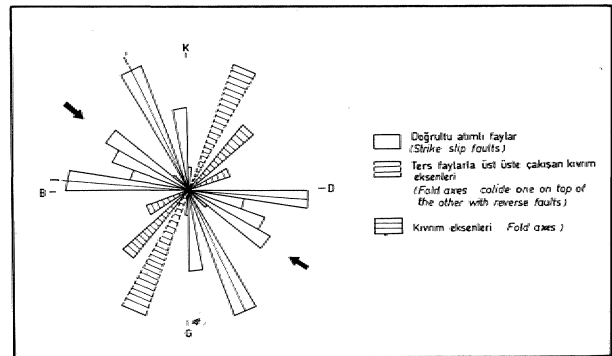 K
B
D
G
Doğrultu atımlı faylar
(Strike slip faults)
Ters faylarla üst üste çakışan kıvrım
eksenleri
(Fold axes colide one on top of
the other with reverse faults)
Kıvrım eksenleri Fold axes)